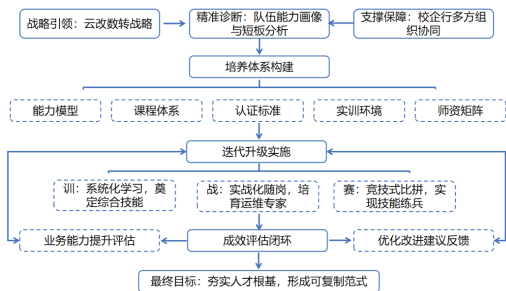 战略引领：云改数转战略
精准诊断：队伍能力画像
与短板分析
支撑保障：校企行多方组
织协同
培养体系构建
能力模型
课程体系
认证标准
实训环境
师资矩阵
迭代升级实施
训：系统化学习，奠
定综合技能
战：实战化随岗，培
育运维专家
赛：竞技式比拼，实
现技能练兵
业务能力提升评估
成效评估闭环
优化改进建议反馈
最终目标：夯实人才根基，形成可复制范式